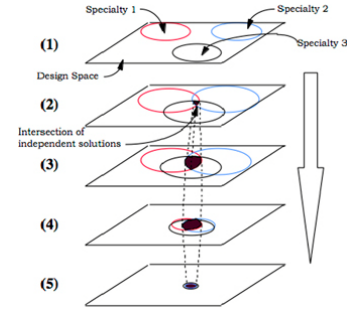 Specialty 1
Specialty 2
(1)
Specialty 3
Design Space
(2)
Intersection of
independent solutions
(3)
(4)
(5)